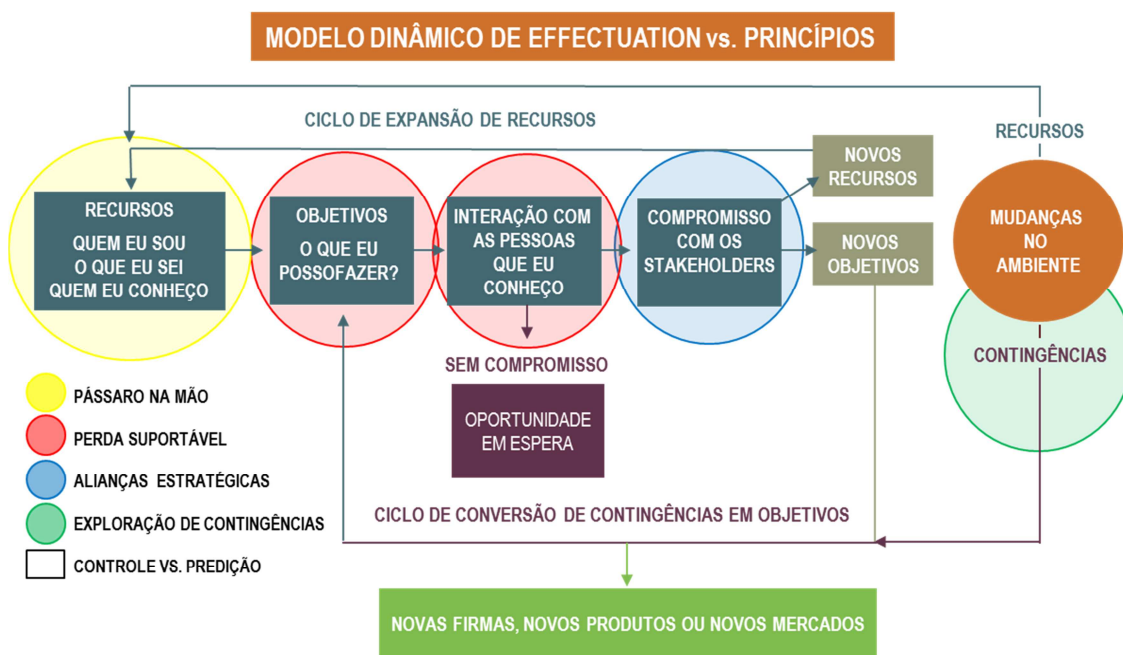 MODELO DINÂMICO DE EFFECTUATION vs. PRINCÍPIOS
CICLO DE EXPANSÃO DE RECURSOS
RECURSOS
QUEM EU SOU
O QUE EU SEI
QUEM EU CONHEÇO
OBJETIVOS
O QUE EU
POSSOFAZER?
INTERAÇÃO COM
AS PESSOAS
QUE EU
CONHEÇO
COMPROMISSO
COM OS
STAKEHOLDERS
NOVOS
RECURSOS
NOVOS
OBJETIVOS
RECURSOS
MUDANÇAS
NO
AMBIENTE
CONTINGÊNCIAS
SEM COMPROMISSO
OPORTUNIDADE
EM ESPERA
PÁSSARO NA MÃO
PERDA SUPORTÁVEL
ALIANÇAS ESTRATÉGICAS
EXPLORAÇÃO DE CONTINGÊNCIAS
CONTROLE VS. PREDIÇÃO
CICLO DE CONVERSÃO DE CONTINGÊNCIAS EM OBJETIVOS
NOVAS FIRMAS, NOVOS PRODUTOS OU NOVOS MERCADOS